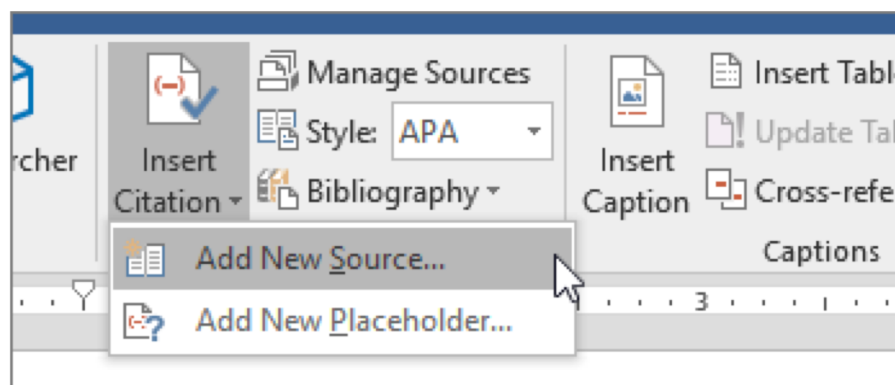 rcher
Insert
Citation
Manage Sources
Style: APA
Bibliography
Insert
Caption
Insert Tabl
Update Ta
Cross-refe
Captions
Add New Source...
Add New Placeholder...
3